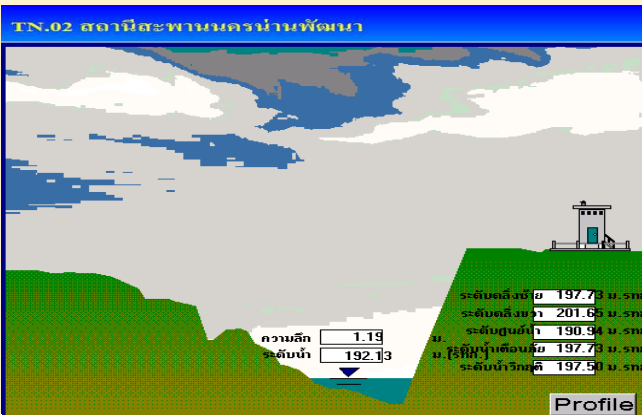 TN.02 สถานีสะพานนครน่านพัฒนา
ระดับตลิ่งซ้าย 197.73 ม.รทก
ระดับตลิ่งขวา 201.65 ม.รทก
ความลึก 1.19 ม.
ระดับศูนย์น้ำ 190.94 ม.รทก
ระดับน้ำ 192.13 ม.[รทก.]
ระดับน้ำเตือนภัย 197.73 ม.รทก
ระดับน้ำวิกฤติ 197.50 ม.รทก
Profile